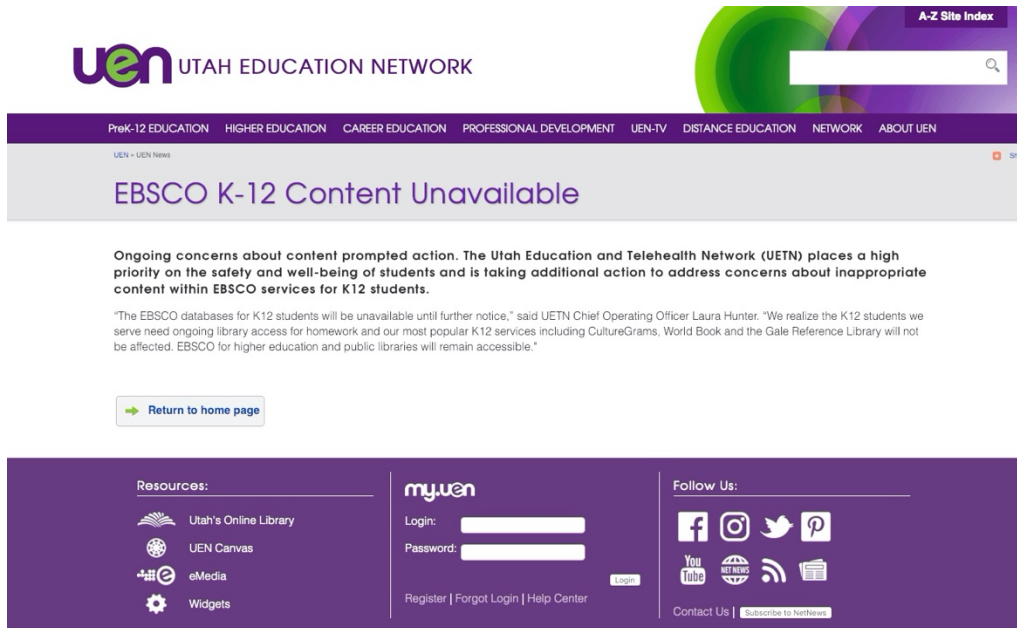 A-Z Site Index
uen UTAH EDUCATION NETWORK
PreK-12 EDUCATION HIGHER EDUCATION CAREER EDUCATION PROFESSIONAL DEVELOPMENT UEN-TV DISTANCE EDUCATION NETWORK ABOUT UEN
UEN » UEN News
EBSCO K-12 Content Unavailable
Ongoing concerns about content prompted action. The Utah Education and Telehealth Network (UETN) places a high
priority on the safety and well-being of students and is taking additional action to address concerns about inappropriate
content within EBSCO services for K12 students.
“The EBSCO databases for K12 students will be unavailable until further notice,” said UETN Chief Operating Officer Laura Hunter. “We realize the K12 students we
serve need ongoing library access for homework and our most popular K12 services including CultureGrams, World Book and the Gale Reference Library will not
be affected. EBSCO for higher education and public libraries will remain accessible."
Return to home page
Resources:
Utah's Online Library
UEN Canvas
eMedia
Widgets
my.uen
Login:
Password:
Login
Register | Forgot Login | Help Center
Follow Us:
You Tube
NET NEWS
Contact Us | Subscribe to NetNews